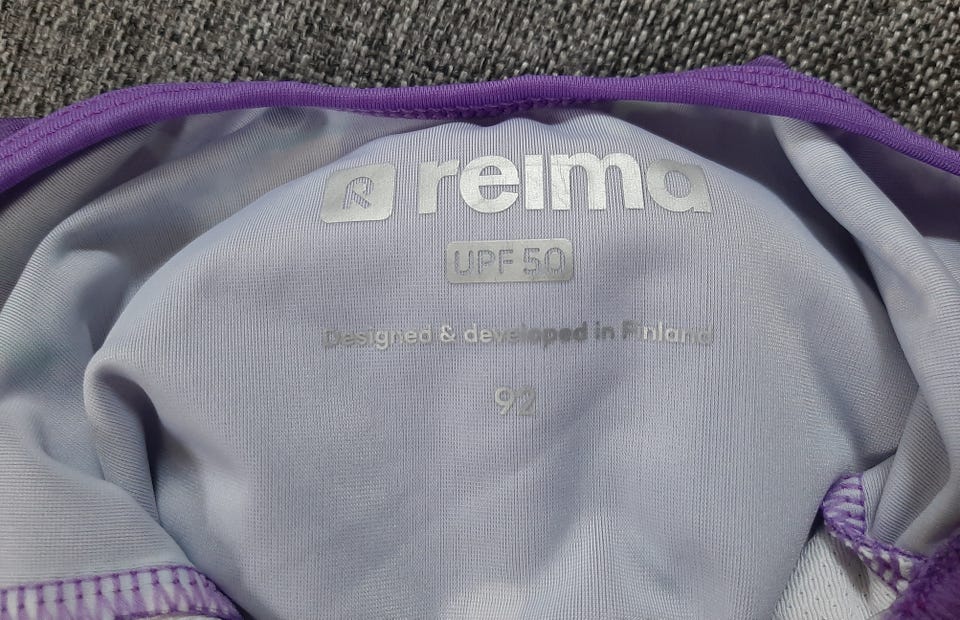 R reima
UPF 50
Designed & developed in Finland
92